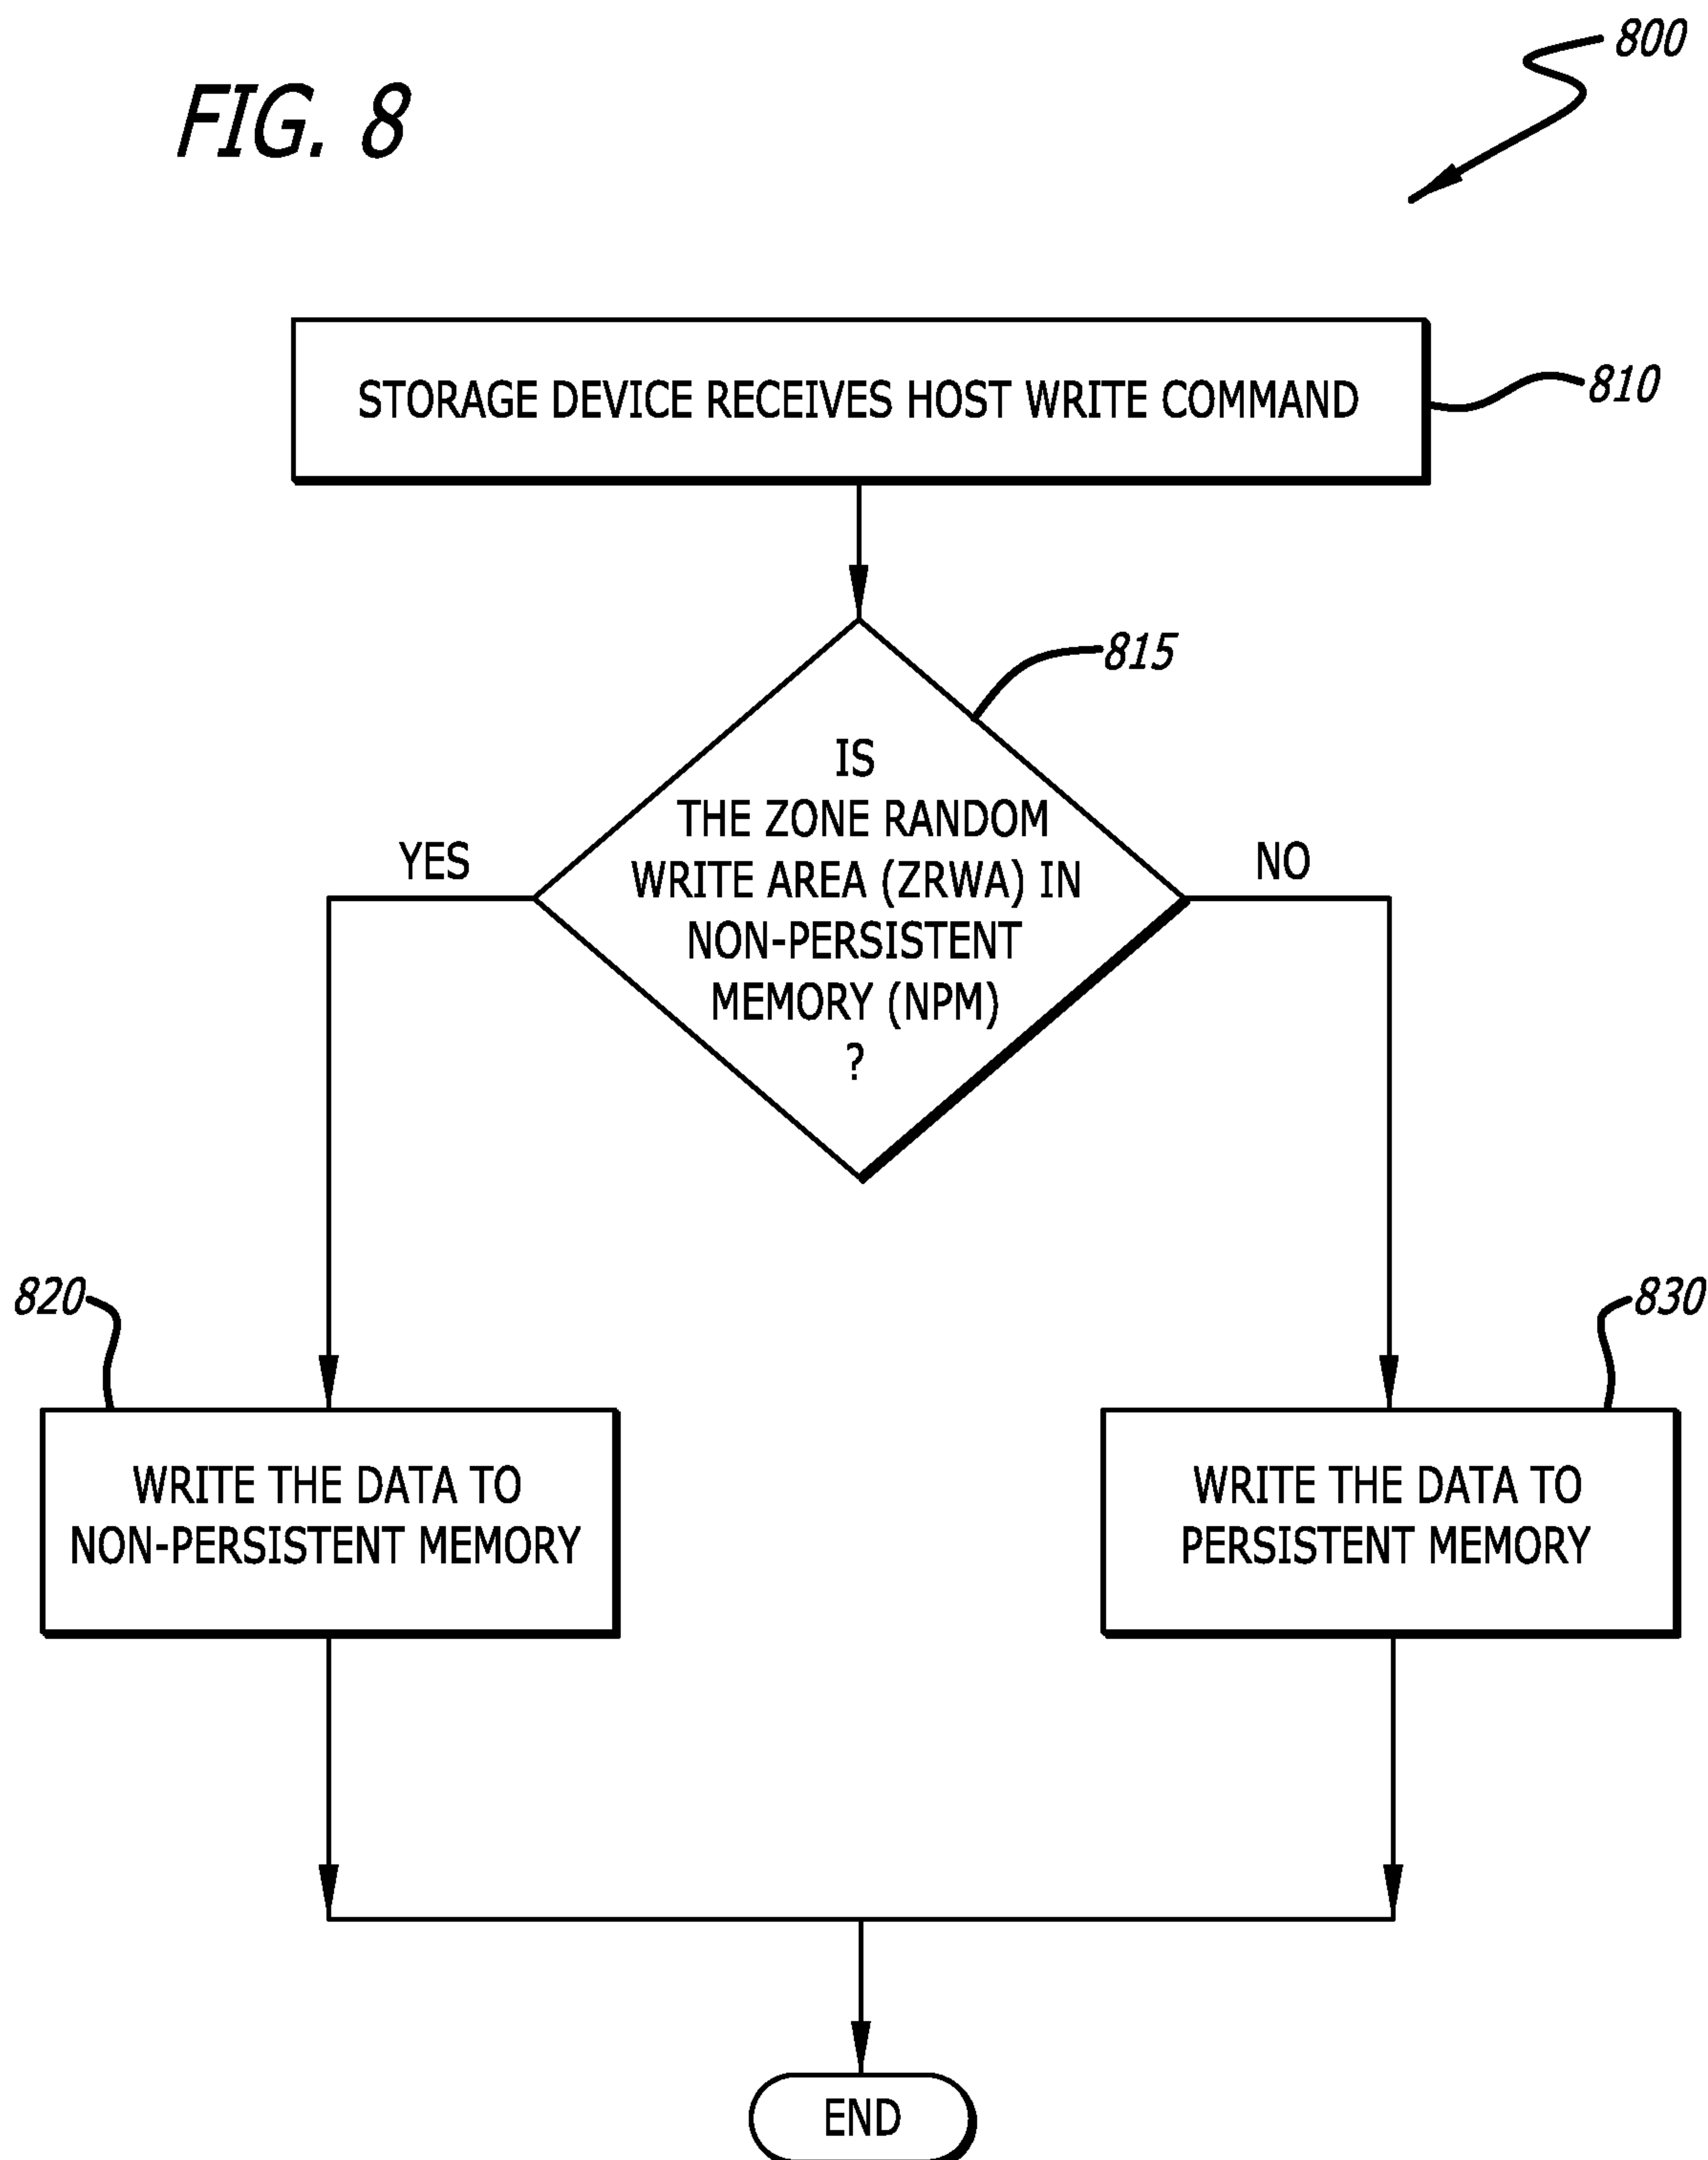 800
FIG. 8
STORAGE DEVICE RECEIVES HOST WRITE COMMAND
810
815
IS
THE ZONE RANDOM
WRITE AREA (ZRWA) IN
NON-PERSISTENT
MEMORY (NPM)
?
YES
NO
820
830
WRITE THE DATA TO
NON-PERSISTENT MEMORY
WRITE THE DATA TO
PERSISTENT MEMORY
END